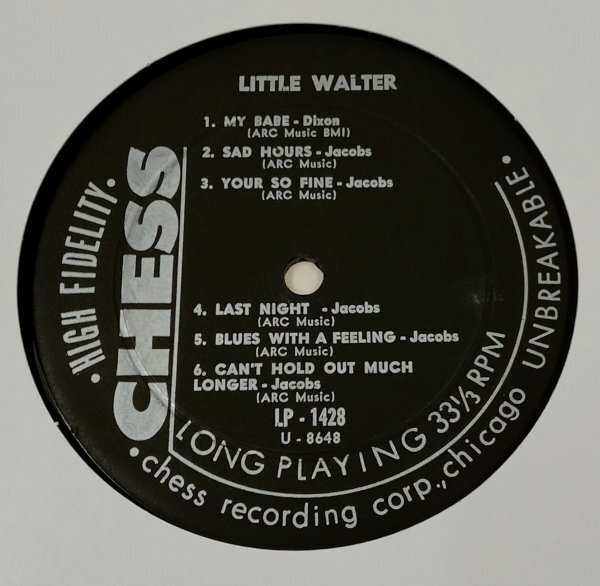 LITTLE WALTER
1. MY BABE - Dixon
(ARC Music BMI)
2. SAD HOURS - Jacobs
(ARC Music)
3. YOUR SO FINE - Jacobs
(ARC Music)
• HIGH FIDELITY •
CHESS
4. LAST NIGHT - Jacobs
(ARC Music)
5. BLUES WITH A FEELING - Jacobs
(ARC Music)
6. CAN'T HOLD OUT MUCH
LONGER - Jacobs
(ARC Music)
LP - 1428
U - 8648
LONG PLAYING 33⅓ RPM
• chess recording corp., chicago UNBREAKABLE •